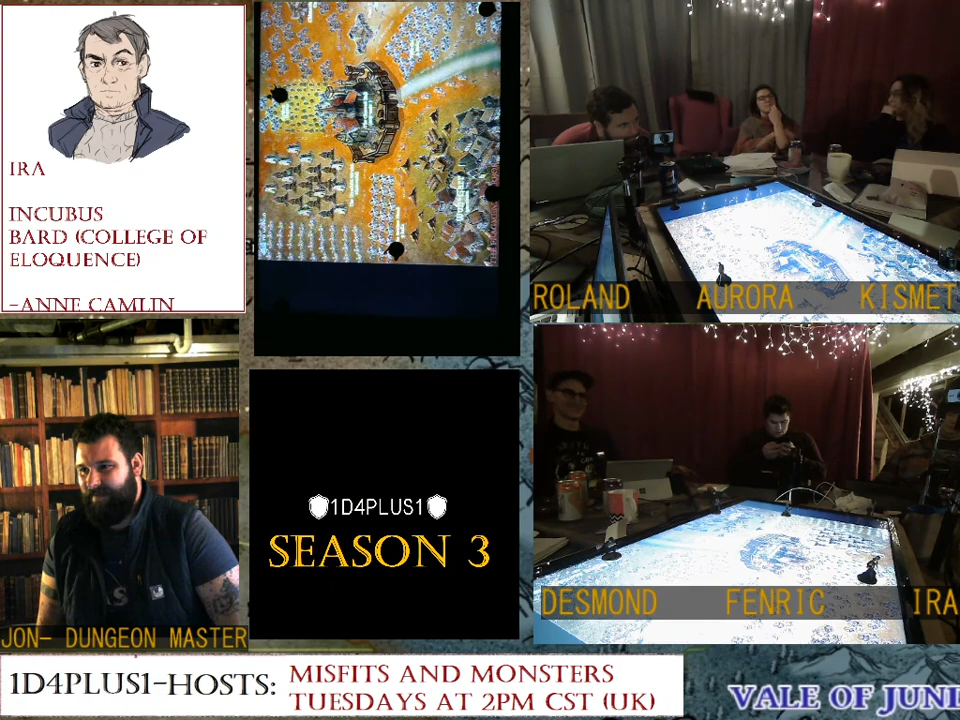 IRA
INCUBUS
BARD (COLLEGE OF
ELOQUENCE)
-ANNE CAMLIN
ROLAND AURORA KISMET
1D4PLUS1
SEASON 3
DESMOND FENRIC IRA
JON- DUNGEON MASTER
1D4PLUS1-HOSTS: MISFITS AND MONSTERS
TUESDAYS AT 2PM CST (UK)
VALE OF JUNI